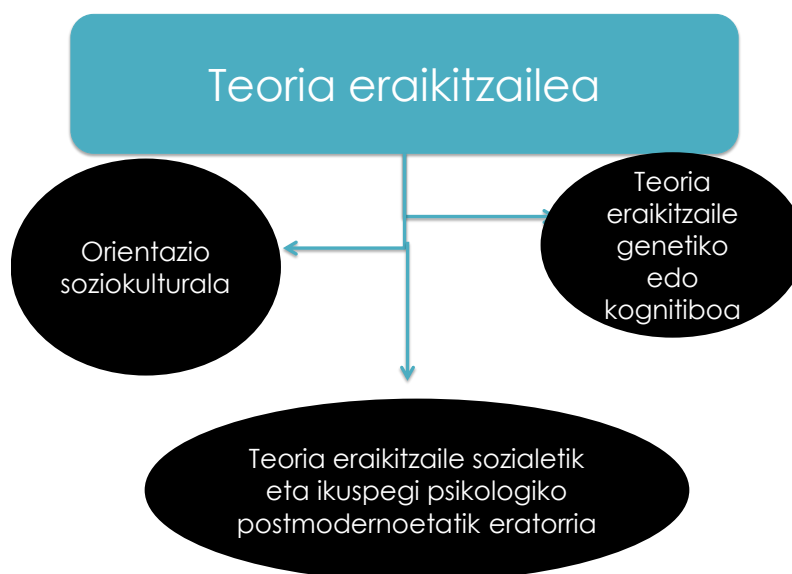 Teoria eraikitzailea
Orientazio
soziokulturala
Teoria
eraikitzaile
genetiko
edo
kognitiboa
Teoria eraikitzaile sozialetik
eta ikuspegi psikologiko
postmodernoetatik eratorria